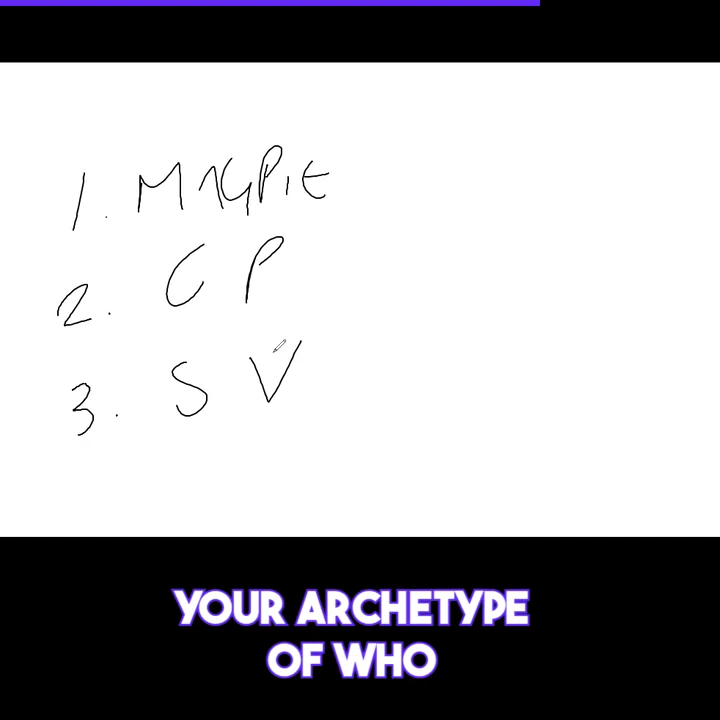 1. MAGPIE
2. C P
3. S V
YOUR ARCHETYPE
OF WHO